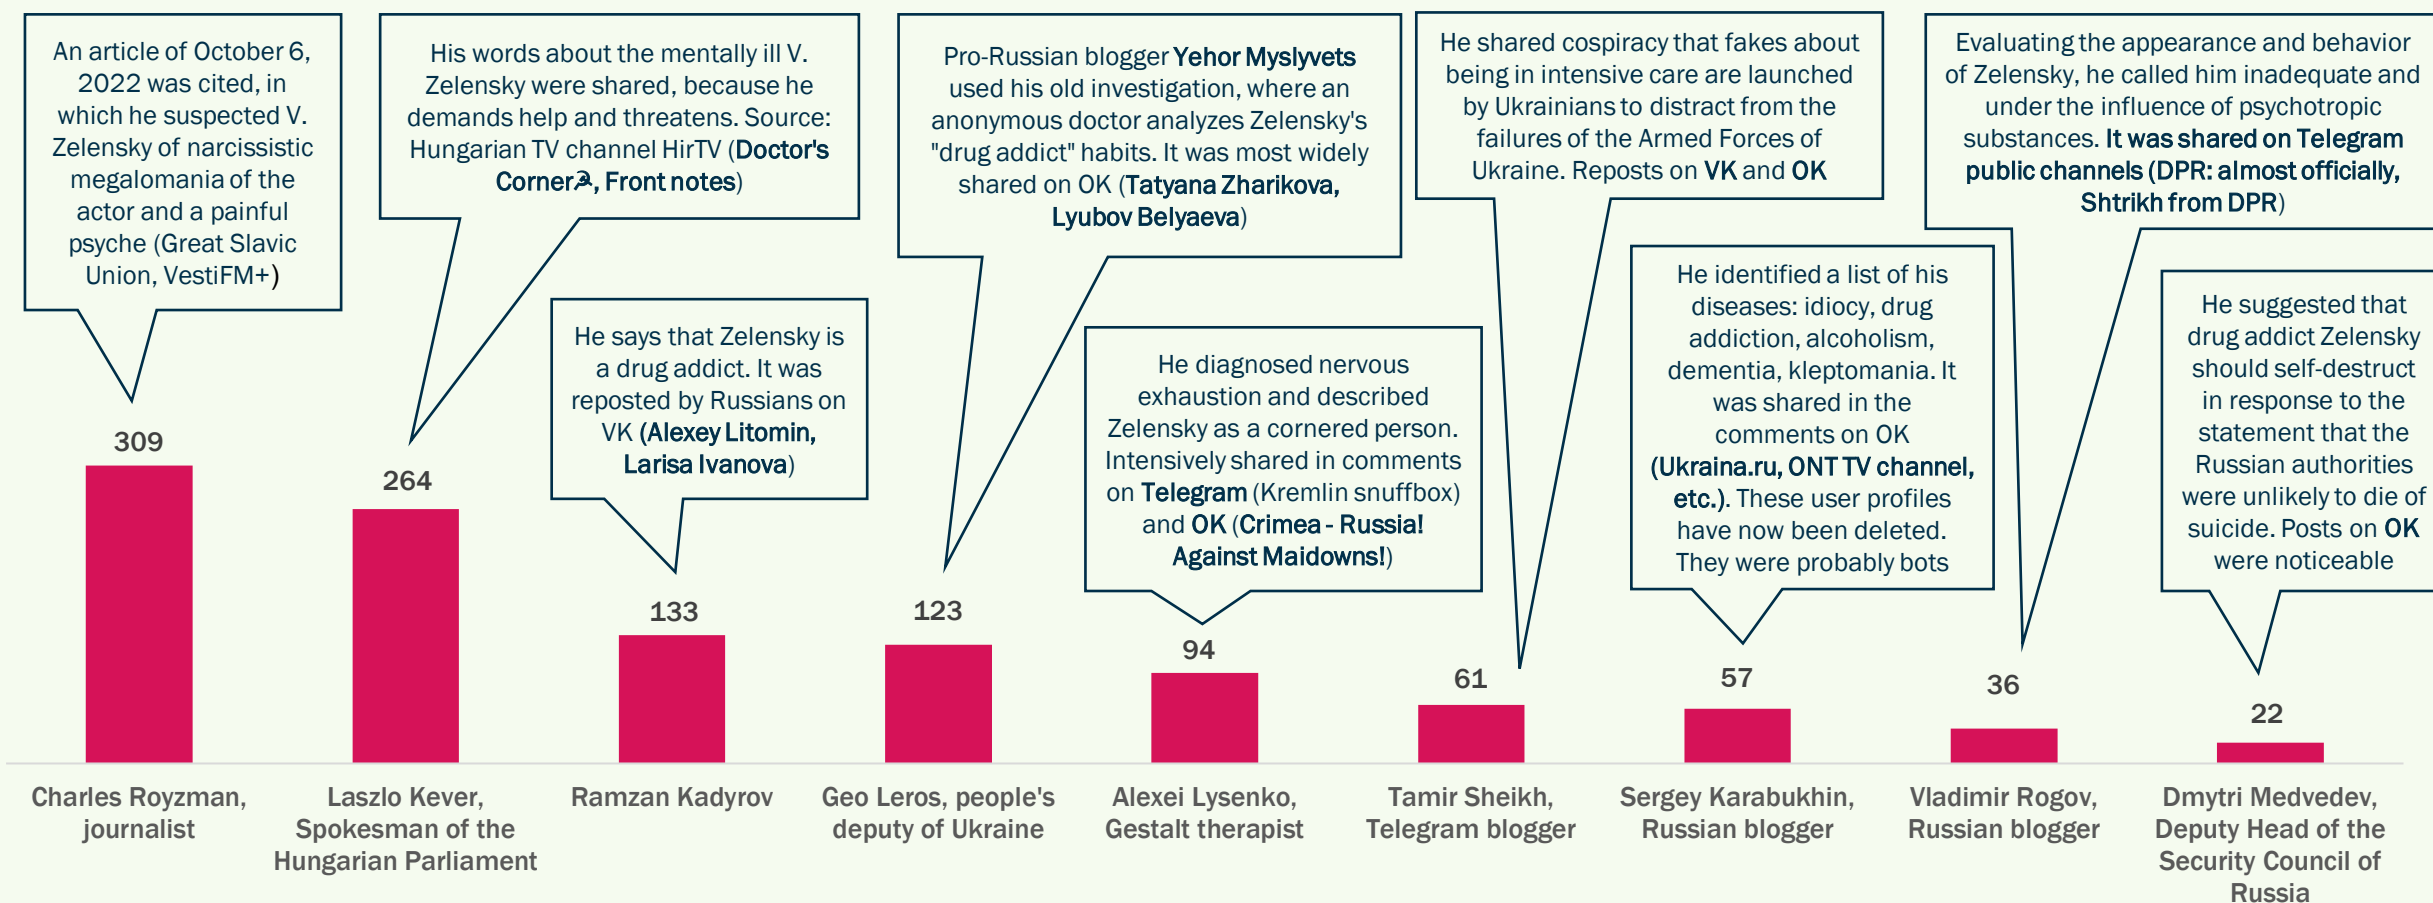 An article of October 6,
2022 was cited, in
which he suspected V.
Zelensky of narcissistic
megalomania of the
actor and a painful
psyche (Great Slavic
Union, VestiFM+)
His words about the mentally ill V.
Zelensky were shared, because he
demands help and threatens. Source:
Hungarian TV channel HirTV (Doctor's
Corner☭, Front notes)
He says that Zelensky is
a drug addict. It was
reposted by Russians on
VK (Alexey Litomin,
Larisa Ivanova)
Pro-Russian blogger Yehor Myslyvets
used his old investigation, where an
anonymous doctor analyzes Zelensky's
"drug addict" habits. It was most widely
shared on OK (Tatyana Zharikova,
Lyubov Belyaeva)
He diagnosed nervous
exhaustion and described
Zelensky as a cornered person.
Intensively shared in comments
on Telegram (Kremlin snuffbox)
and OK (Crimea - Russia!
Against Maidowns!)
He shared cospiracy that fakes about
being in intensive care are launched
by Ukrainians to distract from the
failures of the Armed Forces of
Ukraine. Reposts on VK and OK
He identified a list of his
diseases: idiocy, drug
addiction, alcoholism,
dementia, kleptomania. It
was shared in the
comments on OK
(Ukraina.ru, ONT TV channel,
etc.). These user profiles
have now been deleted.
They were probably bots
Evaluating the appearance and behavior
of Zelensky, he called him inadequate and
under the influence of psychotropic
substances. It was shared on Telegram
public channels (DPR: almost officially,
Shtrikh from DPR)
He suggested that
drug addict Zelensky
should self-destruct
in response to the
statement that the
Russian authorities
were unlikely to die of
suicide. Posts on OK
were noticeable
309
264
133
123
94
61
57
36
22
Charles Royzman,
journalist
Laszlo Kever,
Spokesman of the
Hungarian Parliament
Ramzan Kadyrov
Geo Leros, people's
deputy of Ukraine
Alexei Lysenko,
Gestalt therapist
Tamir Sheikh,
Telegram blogger
Sergey Karabukhin,
Russian blogger
Vladimir Rogov,
Russian blogger
Dmytri Medvedev,
Deputy Head of the
Security Council of
Russia